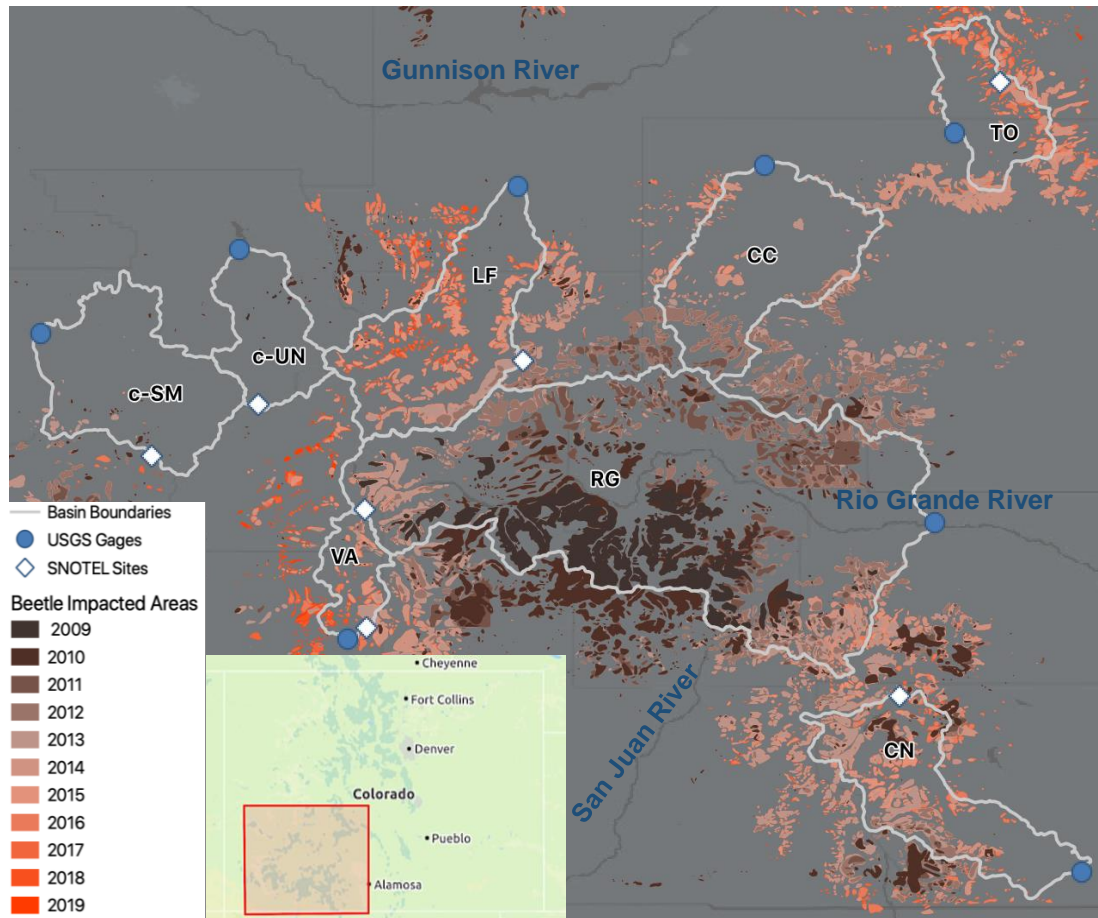 Gunnison River
TO
CC
LF
c-UN
c-SM
RG
Rio Grande River
VA
San Juan River
CN
Basin Boundaries
USGS Gages
SNOTEL Sites
Beetle Impacted Areas
2009
2010
2011
2012
2013
2014
2015
2016
2017
2018
2019
Cheyenne
Fort Collins
Denver
Colorado
Pueblo
Alamosa